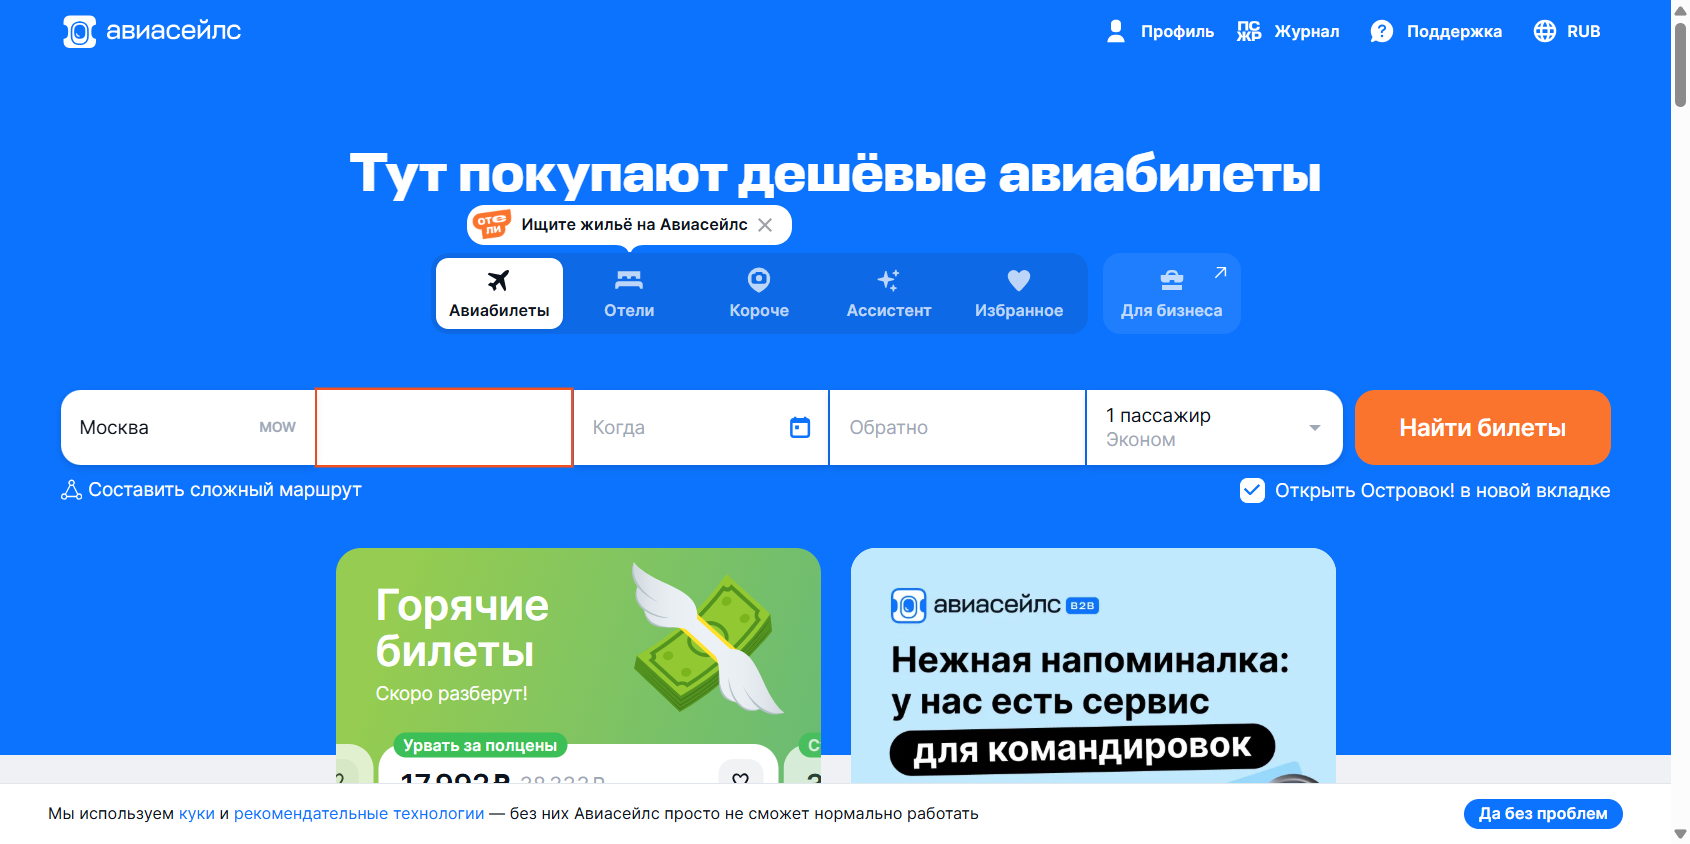 авиасейлс
Профиль
ПС ЖР Журнал
Поддержка
RUB
Тут покупают дешёвые авиабилеты
ОТЕЛИ Ищите жильё на Авиасейлс
Авиабилеты
Отели
Короче
Ассистент
Избранное
Для бизнеса
Москва MOW
Когда
Обратно
1 пассажир
Эконом
Найти билеты
Составить сложный маршрут
Открыть Островок! в новой вкладке
Горячие
билеты
Скоро разберут!
Урвать за полцены
С
авиасейлс B2B
Нежная напоминалка:
у нас есть сервис
для командировок
Мы используем куки и рекомендательные технологии — без них Авиасейлс просто не сможет нормально работать
Да без проблем